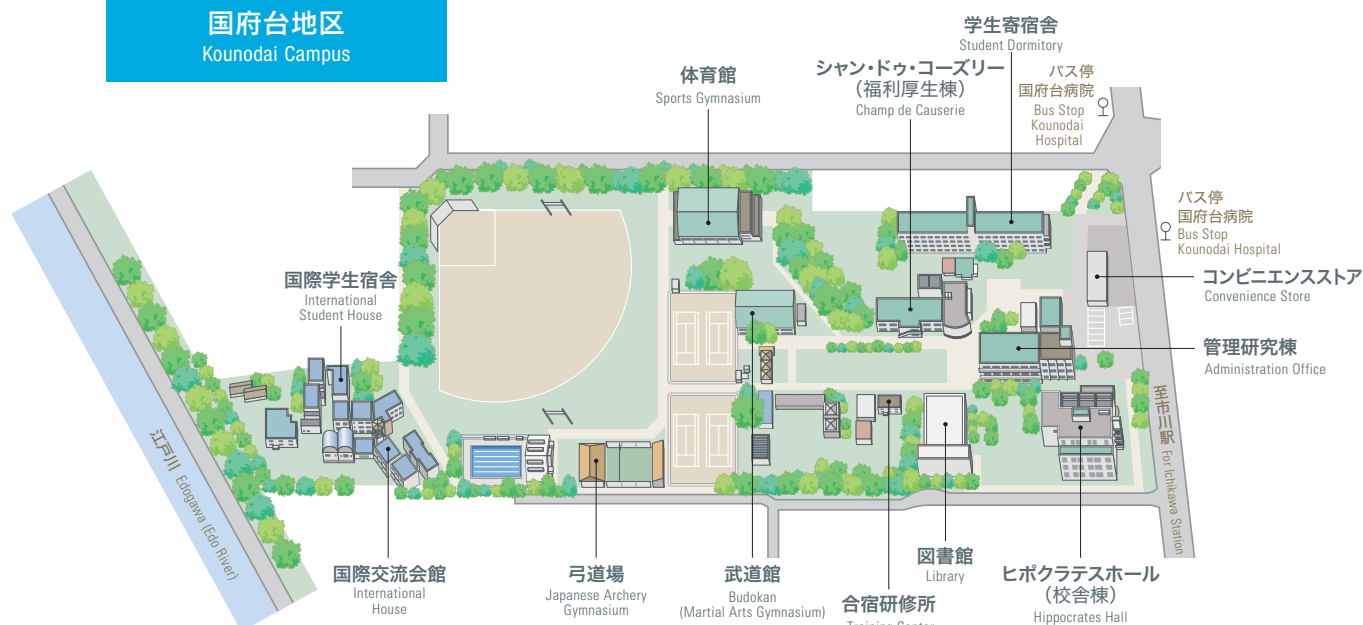 国府台地区
Kounodai Campus
学生寄宿舎
Student Dormitory
体育館
Sports Gymnasium
シャン・ドゥ・コーズリー
（福利厚生棟）
Champ de Causerie
バス停
国府台病院
Bus Stop
Kounodai
Hospital
バス停
国府台病院
Bus Stop
Kounodai Hospital
国際学生宿舎
International
Student House
コンビニエンスストア
Convenience Store
管理研究棟
Administration Office
至市川駅 For Ichikawa Station
江戸川 Edogawa (Edo River)
国際交流会館
International
House
弓道場
Japanese Archery
Gymnasium
武道館
Budokan
(Martial Arts Gymnasium)
合宿研修所
Training Center
図書館
Library
ヒポクラテスホール
（校舎棟）
Hippocrates Hall